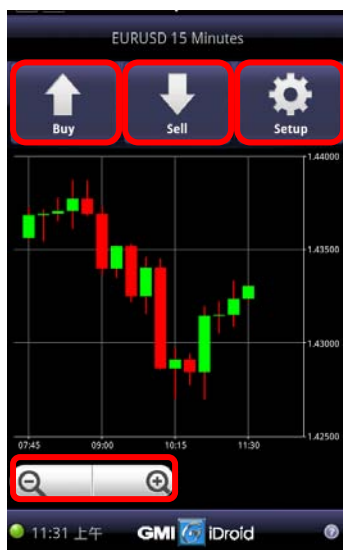 EURUSD 15 Minutes
Buy Sell Setup
1.44000
1.43500
1.43000
1.42500
07:45 09:00 10:15 11:30
11:31 上午 GMI iDroid ?